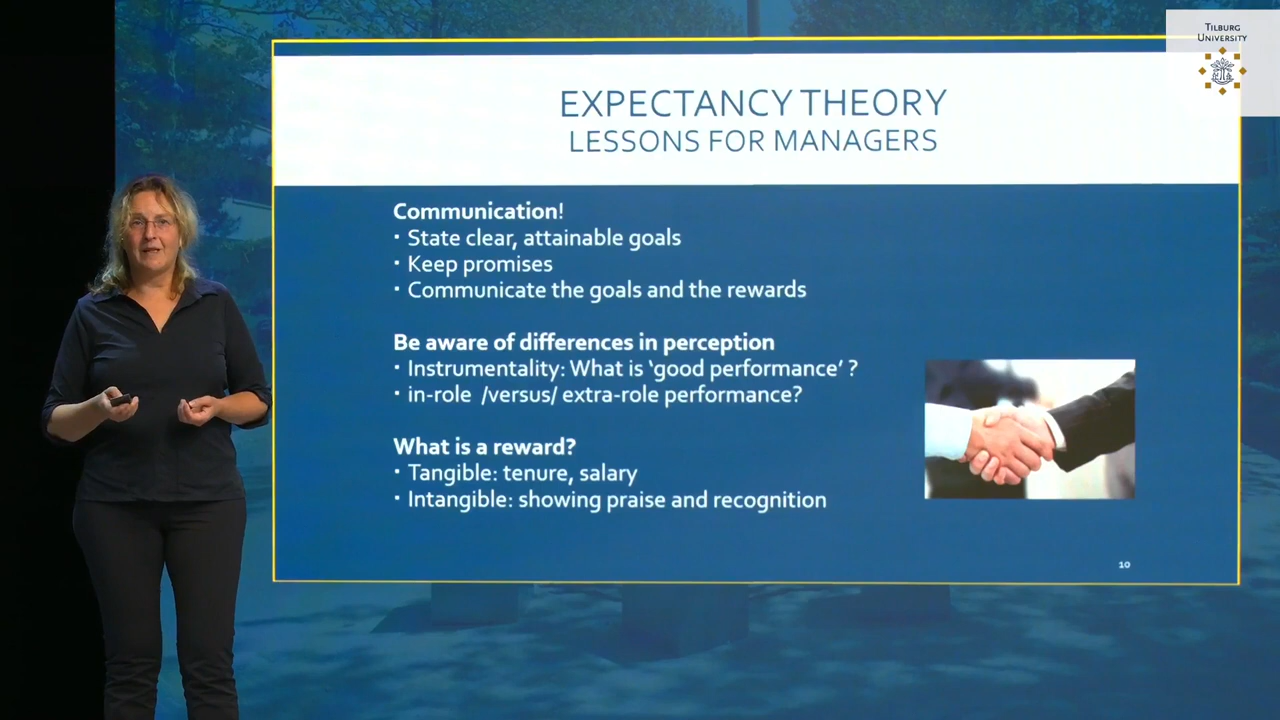 TILBURG
UNIVERSITY
EXPECTANCY THEORY
LESSONS FOR MANAGERS
Communication!
· State clear, attainable goals
· Keep promises
· Communicate the goals and the rewards
Be aware of differences in perception
· Instrumentality: What is ‘good performance’ ?
· in-role /versus/ extra-role performance?
What is a reward?
· Tangible: tenure, salary
· Intangible: showing praise and recognition
10